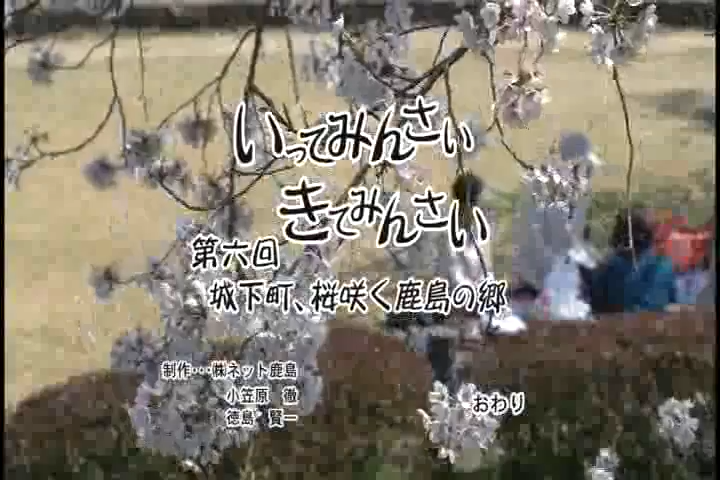 いってみんさい
きてみんさい
第六回
城下町、桜咲く鹿島の郷
制作･･･㈱ネット鹿島
小笠原　徹
徳島　賢一
おわり